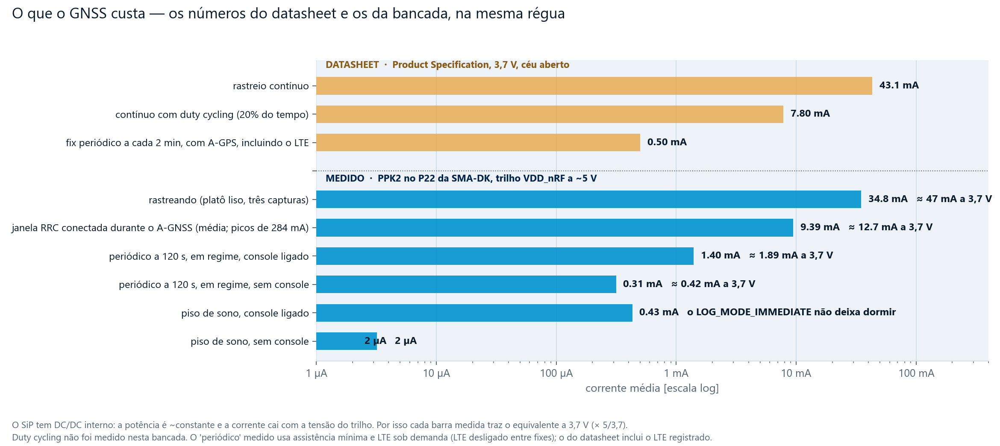 O que o GNSS custa — os números do datasheet e os da bancada, na mesma régua
DATASHEET · Product Specification, 3,7 V, céu aberto
rastreio contínuo 43.1 mA
contínuo com duty cycling (20% do tempo) 7.80 mA
fix periódico a cada 2 min, com A-GPS, incluindo o LTE 0.50 mA
MEDIDO · PPK2 no P22 da SMA-DK, trilho VDD_nRF a ~5 V
rastreando (platô liso, três capturas) 34.8 mA ≈ 47 mA a 3,7 V
janela RRC conectada durante o A-GNSS (média; picos de 284 mA) 9.39 mA ≈ 12.7 mA a 3,7 V
periódico a 120 s, em regime, console ligado 1.40 mA ≈ 1.89 mA a 3,7 V
periódico a 120 s, em regime, sem console 0.31 mA ≈ 0.42 mA a 3,7 V
piso de sono, console ligado 0.43 mA o LOG_MODE_IMMEDIATE não deixa dormir
piso de sono, sem console 2 µA 2 µA
1 µA 10 µA 100 µA 1 mA 10 mA 100 mA
corrente média [escala log]
O SiP tem DC/DC interno: a potência é ~constante e a corrente cai com a tensão do trilho. Por isso cada barra medida traz o equivalente a 3,7 V (× 5/3,7).
Duty cycling não foi medido nesta bancada. O 'periódico' medido usa assistência mínima e LTE sob demanda (LTE desligado entre fixes); o do datasheet inclui o LTE registrado.